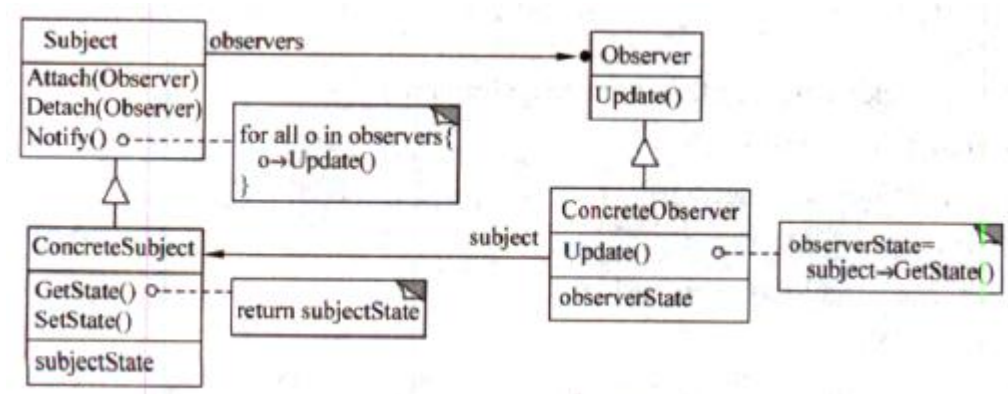 Subject
observers
Observer
Attach(Observer)
Detach(Observer)
Notify()
Update()
for all o in observers{
o→Update()
}
ConcreteSubject
GetState()
SetState()
subjectState
return subjectState
subject
ConcreteObserver
Update()
observerState
observerState=
subject→GetState()